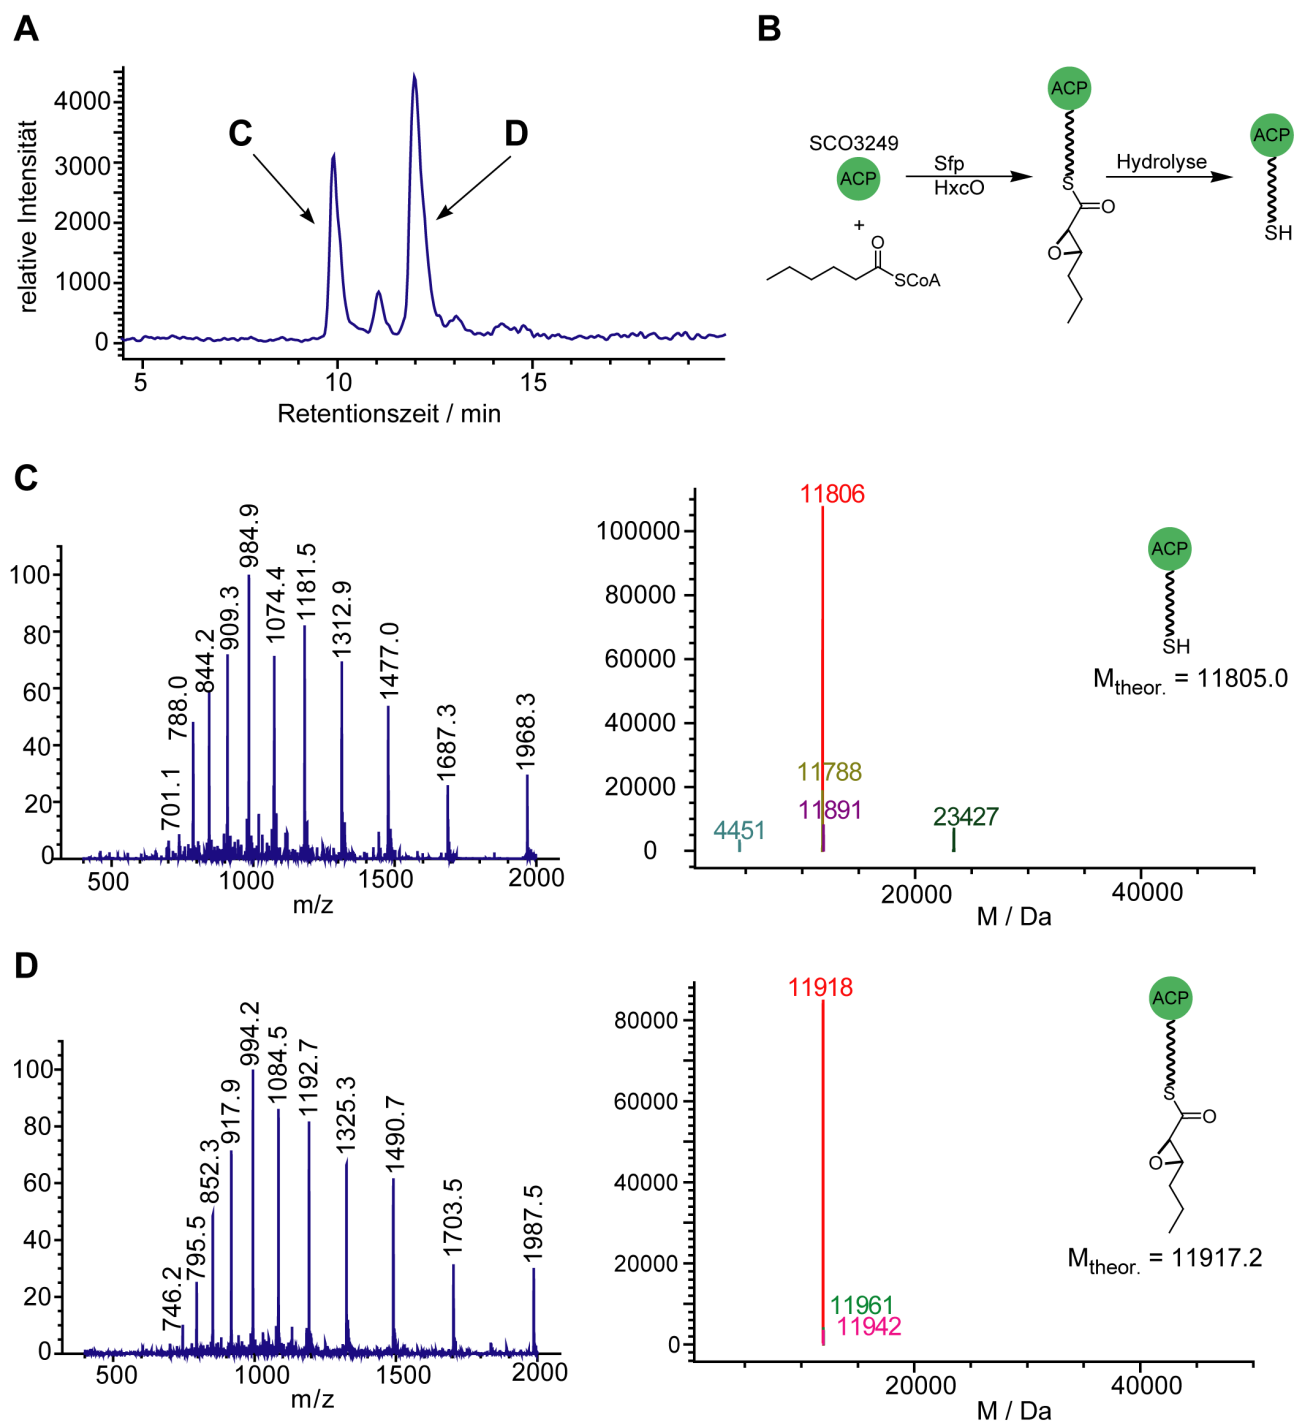 A
relative Intensität
4000
3000
2000
1000
0
C
D
5
10
15
Retentionszeit / min
B
SCO3249
ACP
+
O
SCoA
Sfp
HxcO
ACP
S
O
O
Hydrolyse
ACP
SH
C
100
80
60
40
20
0
701.1
788.0
844.2
909.3
984.9
1074.4
1181.5
1312.9
1477.0
1687.3
1968.3
500
1000
1500
2000
m/z
100000
80000
60000
40000
20000
0
11806
11788
11891
4451
23427
20000
40000
M / Da
ACP
SH
Mtheor. = 11805.0
D
100
80
60
40
20
0
746.2
795.5
852.3
917.9
994.2
1084.5
1192.7
1325.3
1490.7
1703.5
1987.5
500
1000
1500
2000
m/z
80000
60000
40000
20000
0
11918
11961
11942
20000
40000
M / Da
ACP
S
O
O
Mtheor. = 11917.2